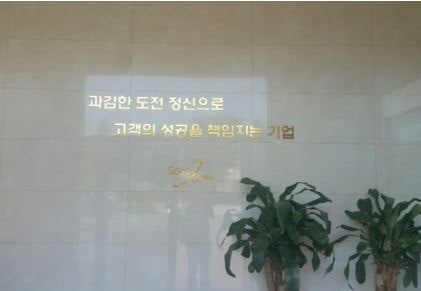 과감한 도전 정신으로
고객의 성공을 책임지는 기업